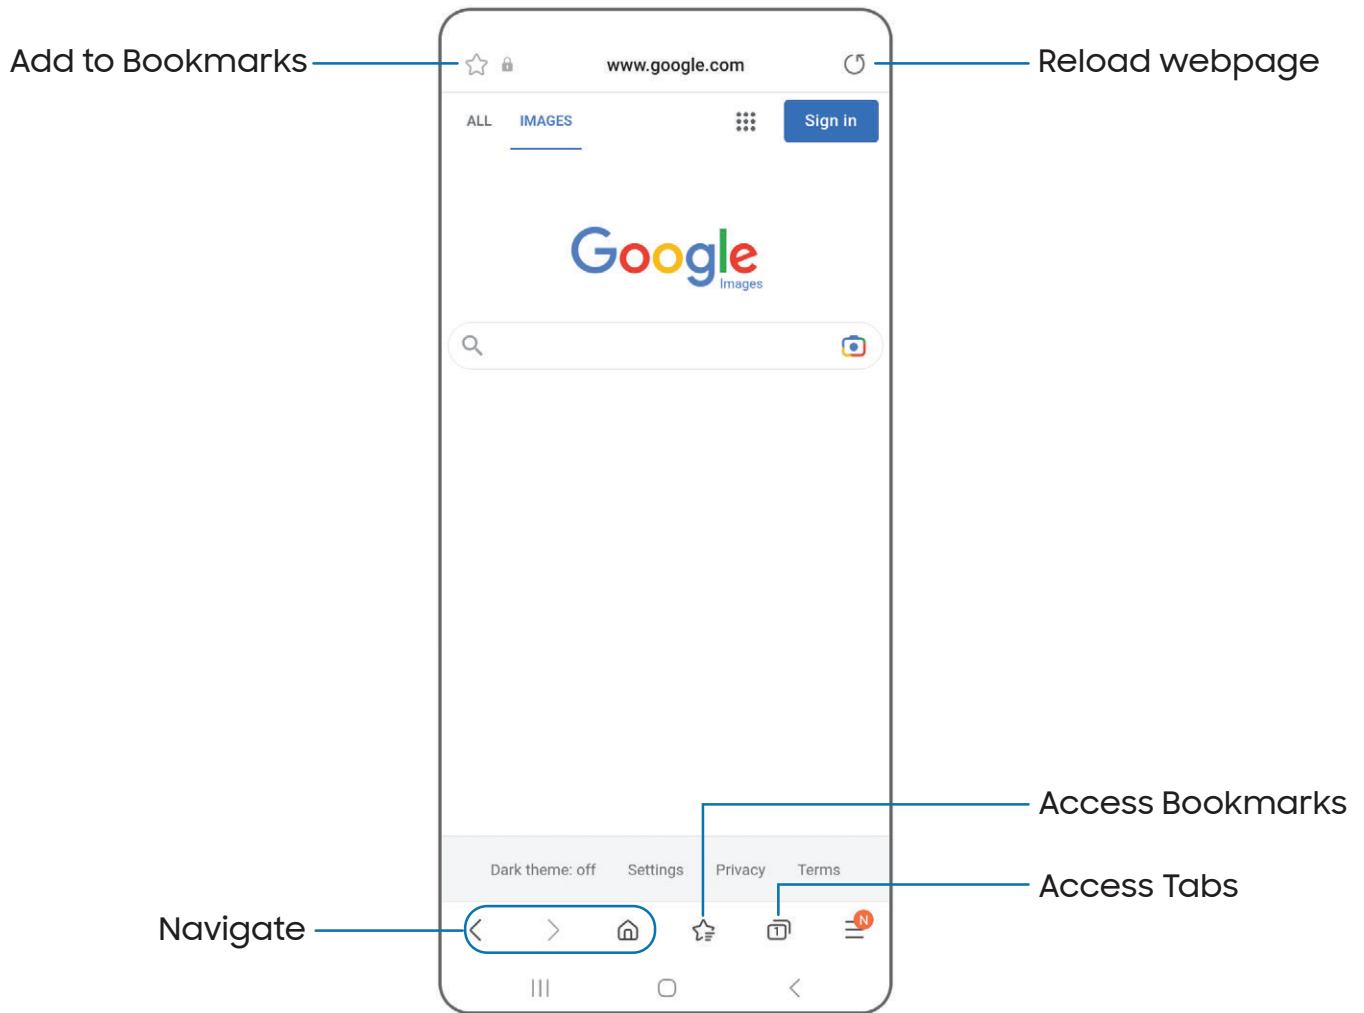 Add to Bookmarks
www.google.com
Reload webpage
ALL IMAGES
Sign in
Google
Images
Access Bookmarks
Dark theme: off Settings Privacy Terms
Access Tabs
Navigate
1
N